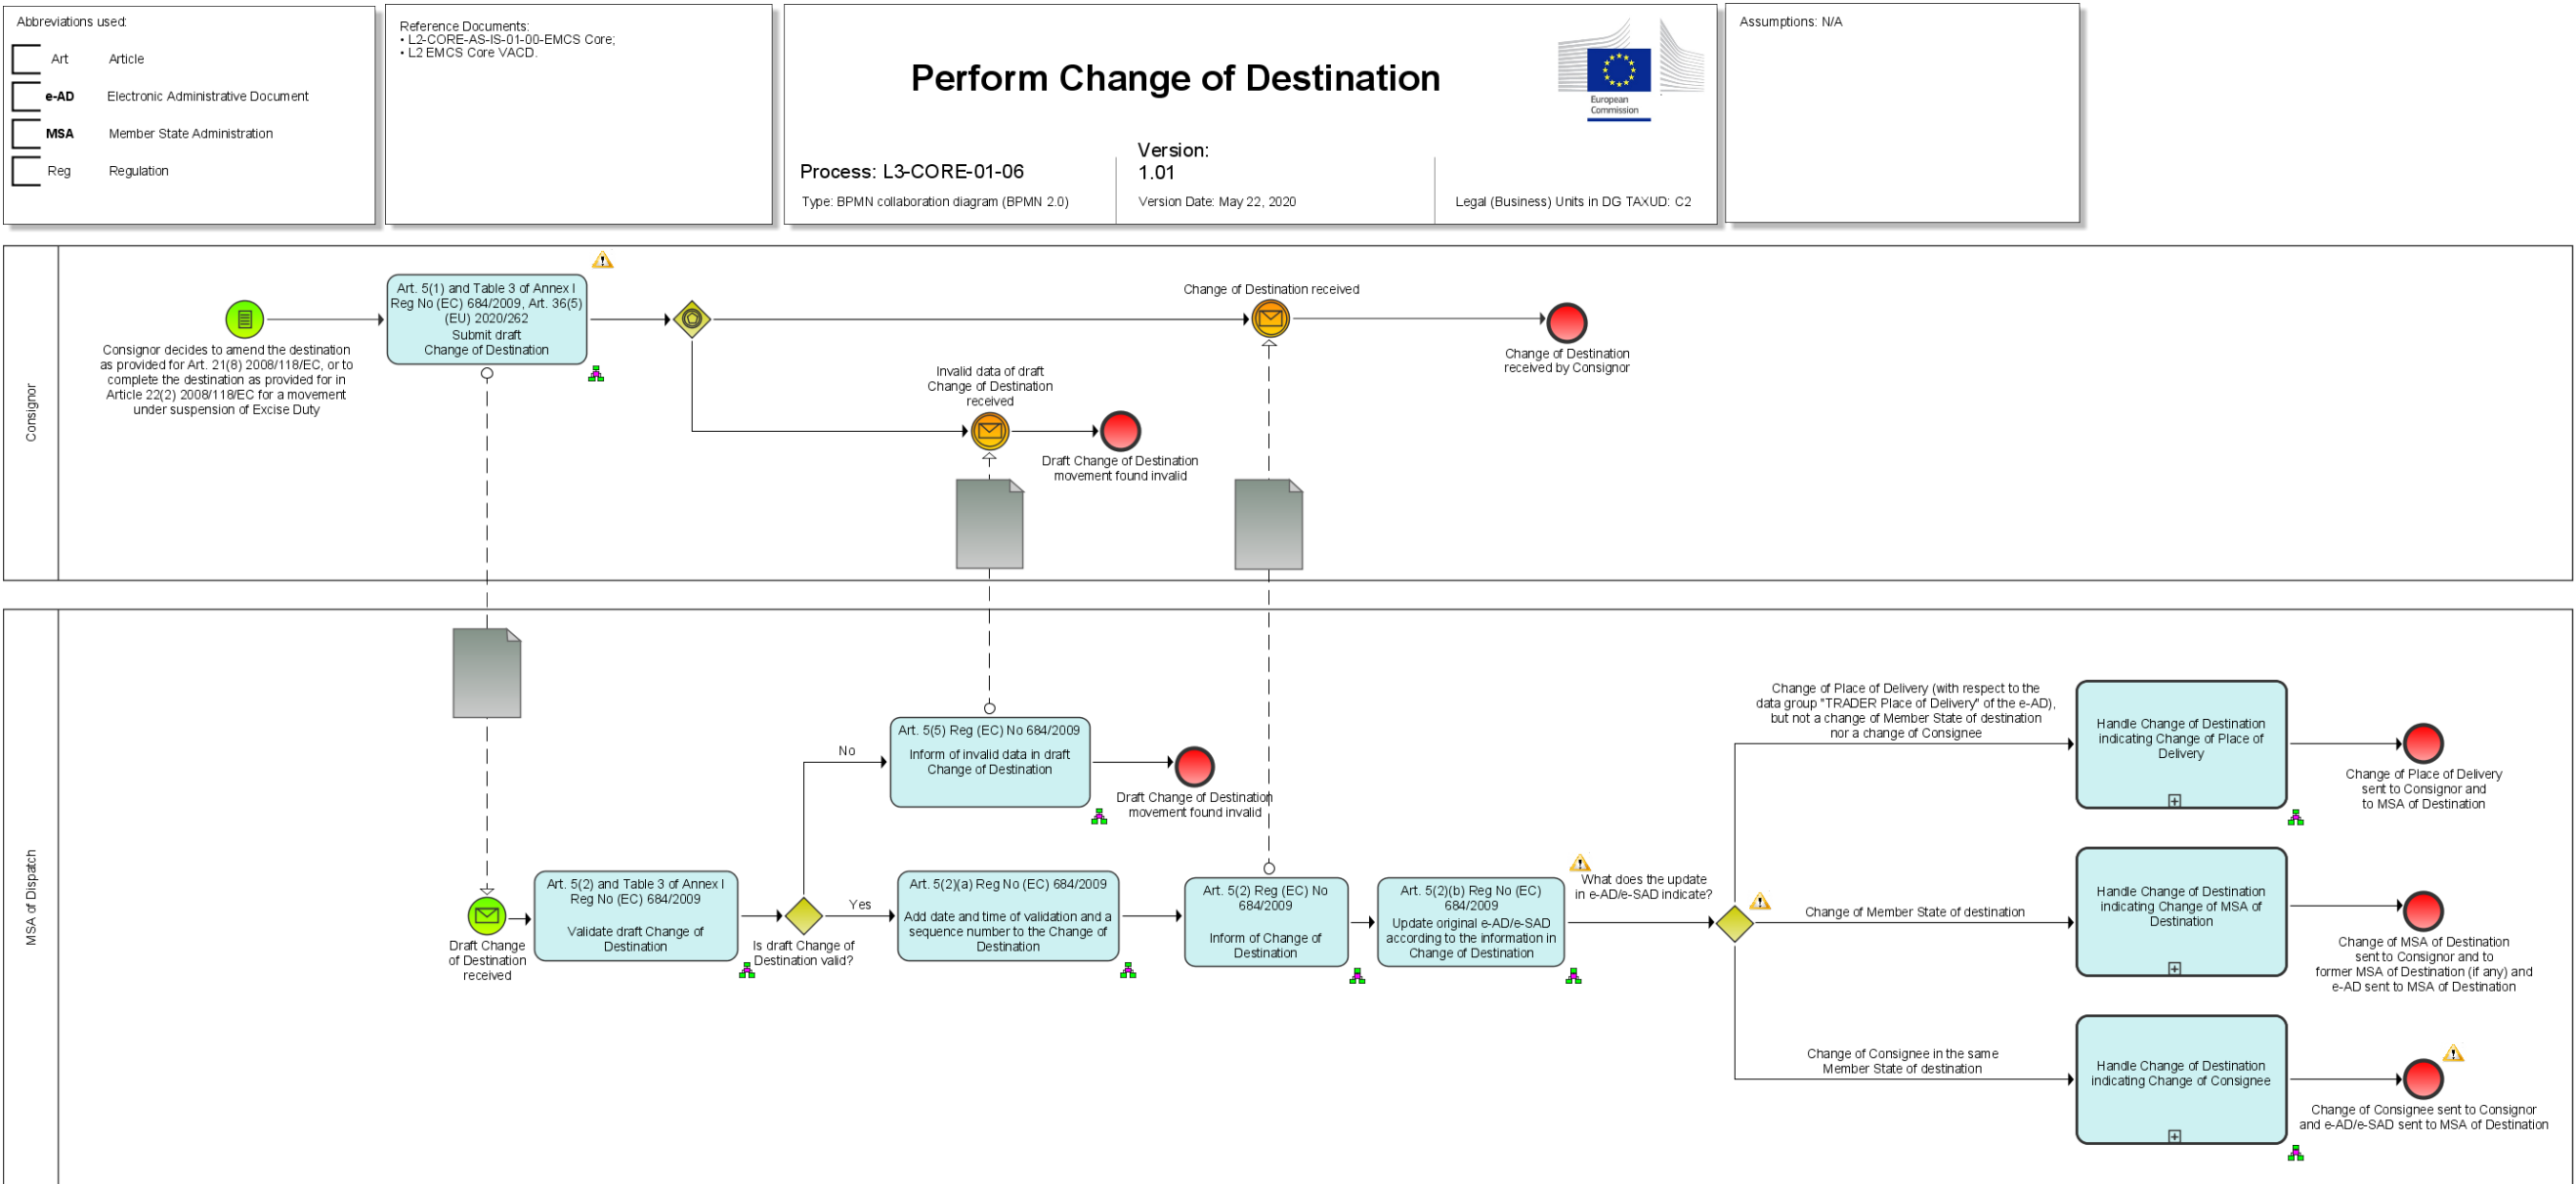 Abbreviations used:
Art Article
e-AD Electronic Administrative Document
MSA Member State Administration
Reg Regulation
Reference Documents:
• L2-CORE-AS-IS-01-00-EMCS Core;
• L2 EMCS Core VACD.
Perform Change of Destination
European
Commission
Process: L3-CORE-01-06
Type: BPMN collaboration diagram (BPMN 2.0)
Version:
1.01
Version Date: May 22, 2020
Legal (Business) Units in DG TAXUD: C2
Assumptions: N/A
Consignor
Consignor decides to amend the destination
as provided for Art. 21(8) 2008/118/EC, or to
complete the destination as provided for in
Article 22(2) 2008/118/EC for a movement
under suspension of Excise Duty
Art. 5(1) and Table 3 of Annex I
Reg No (EC) 684/2009, Art. 36(5)
(EU) 2020/262
Submit draft
Change of Destination
Change of Destination received
Change of Destination
received by Consignor
Invalid data of draft
Change of Destination
received
Draft Change of Destination
movement found invalid
MSA of Dispatch
Draft Change
of Destination
received
Art. 5(2) and Table 3 of Annex I
Reg No (EC) 684/2009
Validate draft Change of
Destination
Is draft Change of
Destination valid?
No
Art. 5(5) Reg (EC) No 684/2009
Inform of invalid data in draft
Change of Destination
Draft Change of Destination
movement found invalid
Yes
Art. 5(2)(a) Reg No (EC) 684/2009
Add date and time of validation and a
sequence number to the Change of
Destination
Art. 5(2) Reg (EC) No
684/2009
Inform of Change of
Destination
Art. 5(2)(b) Reg No (EC)
684/2009
Update original e-AD/e-SAD
according to the information in
Change of Destination
What does the update
in e-AD/e-SAD indicate?
Change of Place of Delivery (with respect to the
data group "TRADER Place of Delivery" of the e-AD),
but not a change of Member State of destination
nor a change of Consignee
Handle Change of Destination
indicating Change of Place of
Delivery
Change of Place of Delivery
sent to Consignor and
to MSA of Destination
Change of Member State of destination
Handle Change of Destination
indicating Change of MSA of
Destination
Change of MSA of Destination
sent to Consignor and to
former MSA of Destination (if any) and
e-AD sent to MSA of Destination
Change of Consignee in the same
Member State of destination
Handle Change of Destination
indicating Change of Consignee
Change of Consignee sent to Consignor
and e-AD/e-SAD sent to MSA of Destination